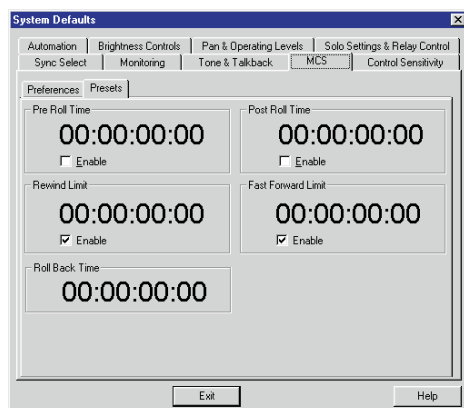 System Defaults
Automation Brightness Controls Pan & Operating Levels Solo Settings & Relay Control
Sync Select Monitoring Tone & Talkback MCS Control Sensitivity
Preferences Presets
Pre Roll Time Post Roll Time
00:00:00:00 00:00:00:00
Enable Enable
Rewind Limit Fast Forward Limit
00:00:00:00 00:00:00:00
Enable Enable
Roll Back Time
00:00:00:00
Exit Help